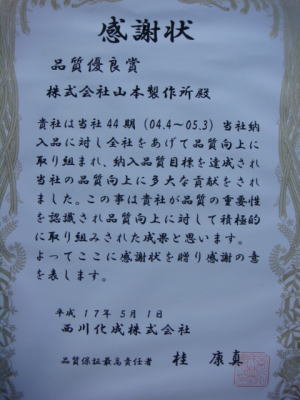 感謝状
品質優良賞
株式会社山本製作所殿
貴社は当社44期(04.4～05.3)当社納
入品に対し全社をあげて品質向上に
取り組まれ、納入品質目標を達成され
当社の品質向上に多大な貢献をされ
ました。この事は貴社が品質の重要性
を認識され品質向上に対して積極的
に取り組みされた成果と思います。
よってここに感謝状を贈り感謝の意
を表します。
平成 17年 5月 1日
西川化成株式会社
品質保証最高責任者 桂 康真